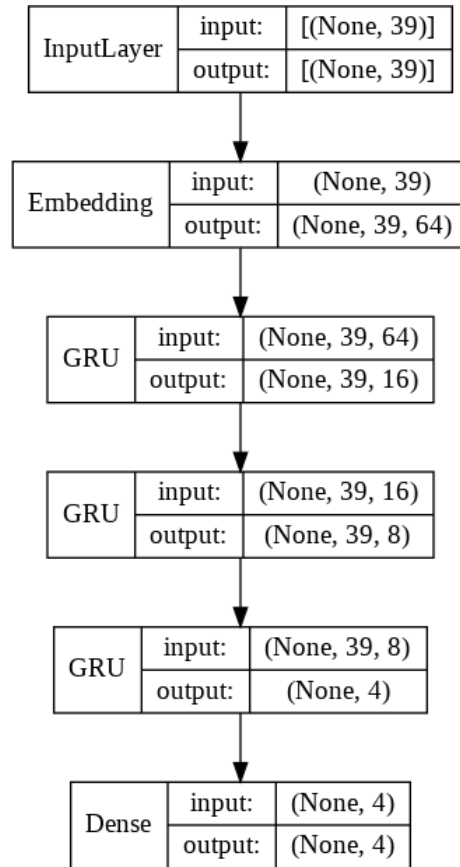 InputLayer input: [(None, 39)]
output: [(None, 39)]
Embedding input: (None, 39)
output: (None, 39, 64)
GRU input: (None, 39, 64)
output: (None, 39, 16)
GRU input: (None, 39, 16)
output: (None, 39, 8)
GRU input: (None, 39, 8)
output: (None, 4)
Dense input: (None, 4)
output: (None, 4)